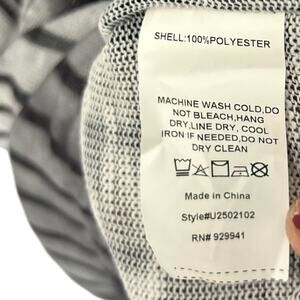 SHELL:100%POLYESTER
MACHINE WASH COLD,DO
NOT BLEACH,HANG
DRY,LINE DRY, COOL
IRON IF NEEDED,DO NOT
DRY CLEAN
Made in China
Style#U2502102
RN# 929941